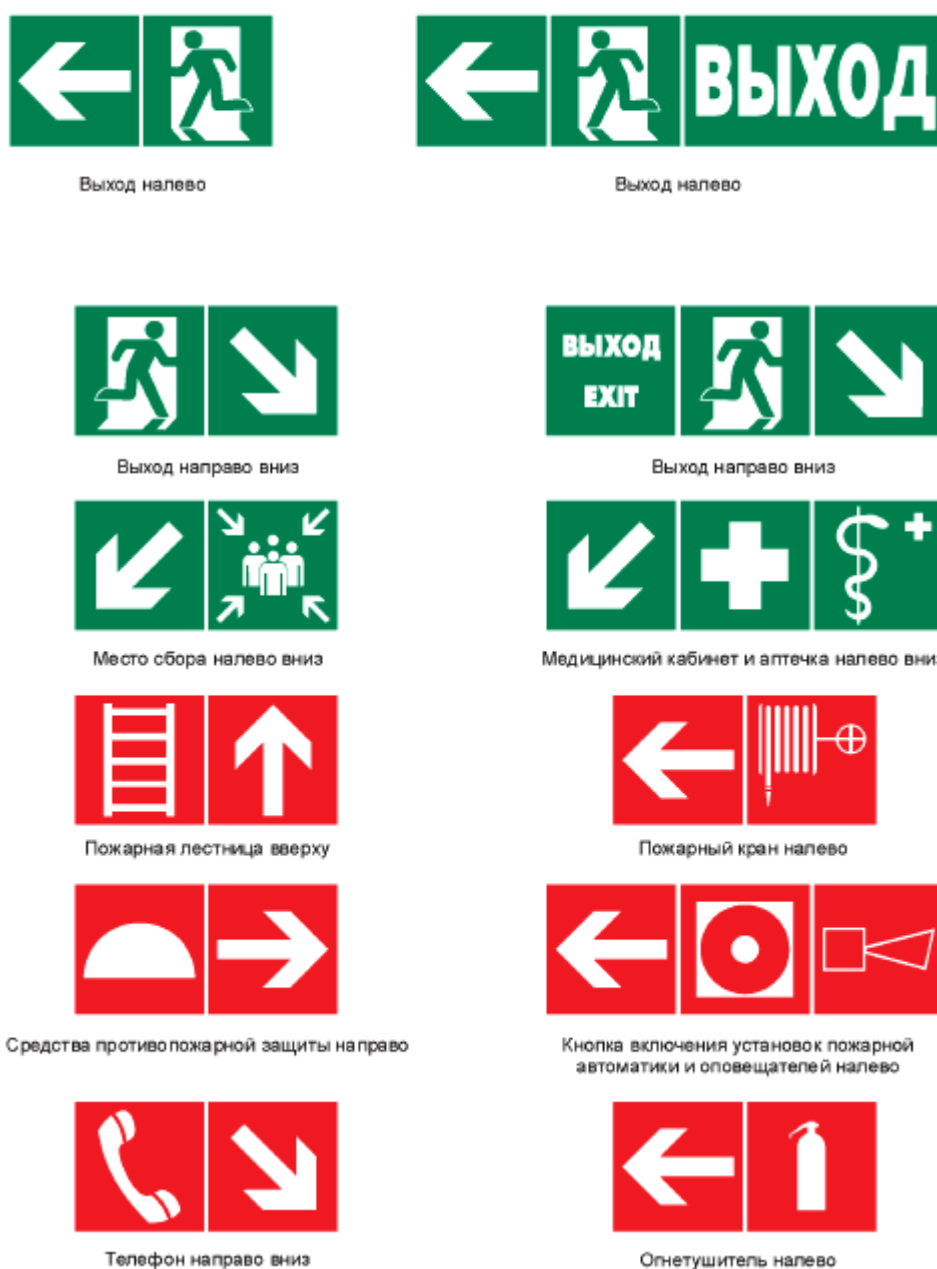 ВЫХОД
Выход налево
Выход налево
ВЫХОД
EXIT
Выход направо вниз
Выход направо вниз
Место сбора налево вниз
Медицинский кабинет и аптечка налево вниз
Пожарная лестница вверху
Пожарный кран налево
Средства противопожарной защиты направо
Кнопка включения установок пожарной
автоматики и оповещателей налево
Телефон направо вниз
Огнетушитель налево